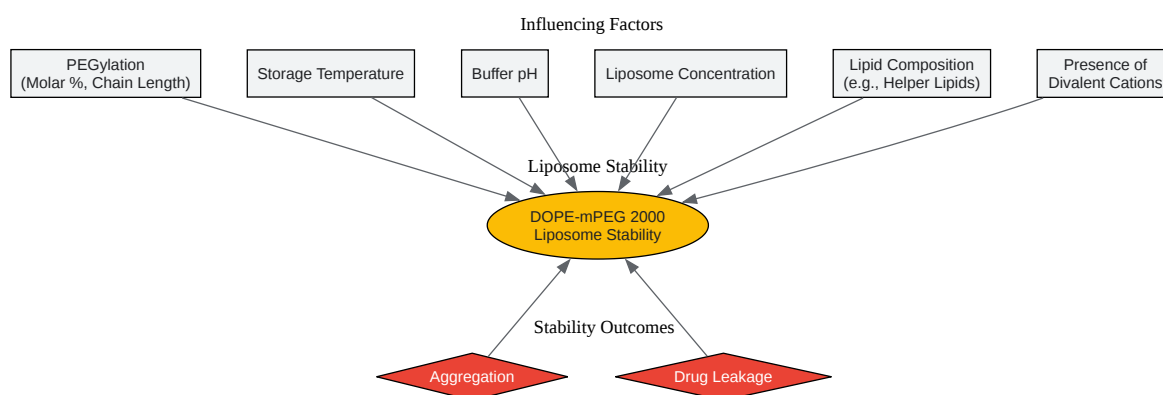 Influencing Factors
PEGylation
(Molar %, Chain Length)
Storage Temperature
Buffer pH
Liposome Concentration
Lipid Composition
(e.g., Helper Lipids)
Presence of
Divalent Cations
Liposome Stability
DOPE-mPEG 2000
Liposome Stability
Stability Outcomes
Aggregation
Drug Leakage